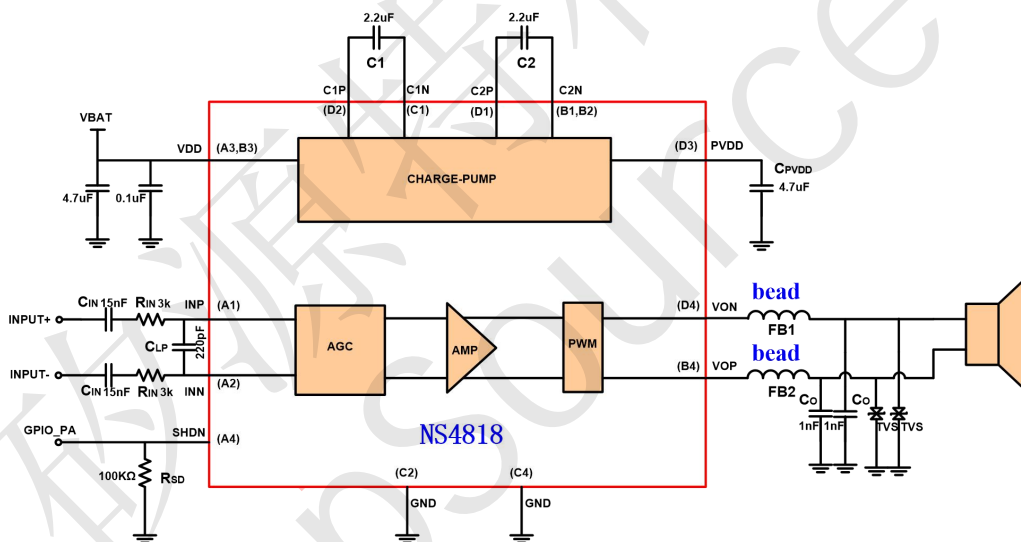 2.2uF
2.2uF
C1
C2
C1P
C1N
C2P
C2N
(D2)
(C1)
(D1)
(B1,B2)
VBAT
VDD
(A3,B3)
(D3)
PVDD
CHARGE-PUMP
4.7uF
0.1uF
CPVDD
4.7uF
CIN 15nF
RIN 3k
INP
(A1)
INPUT+
CLP
220pF
AGC
AMP
PWM
(D4)
VON
bead
FB1
INPUT-
CIN 15nF
RIN 3k
INN
(A2)
(B4)
VOP
bead
FB2
CO
1nF
CO
1nF
TVS
TVS
GPIO_PA
SHDN
(A4)
NS4818
100KΩ
RSD
(C2)
GND
(C4)
GND